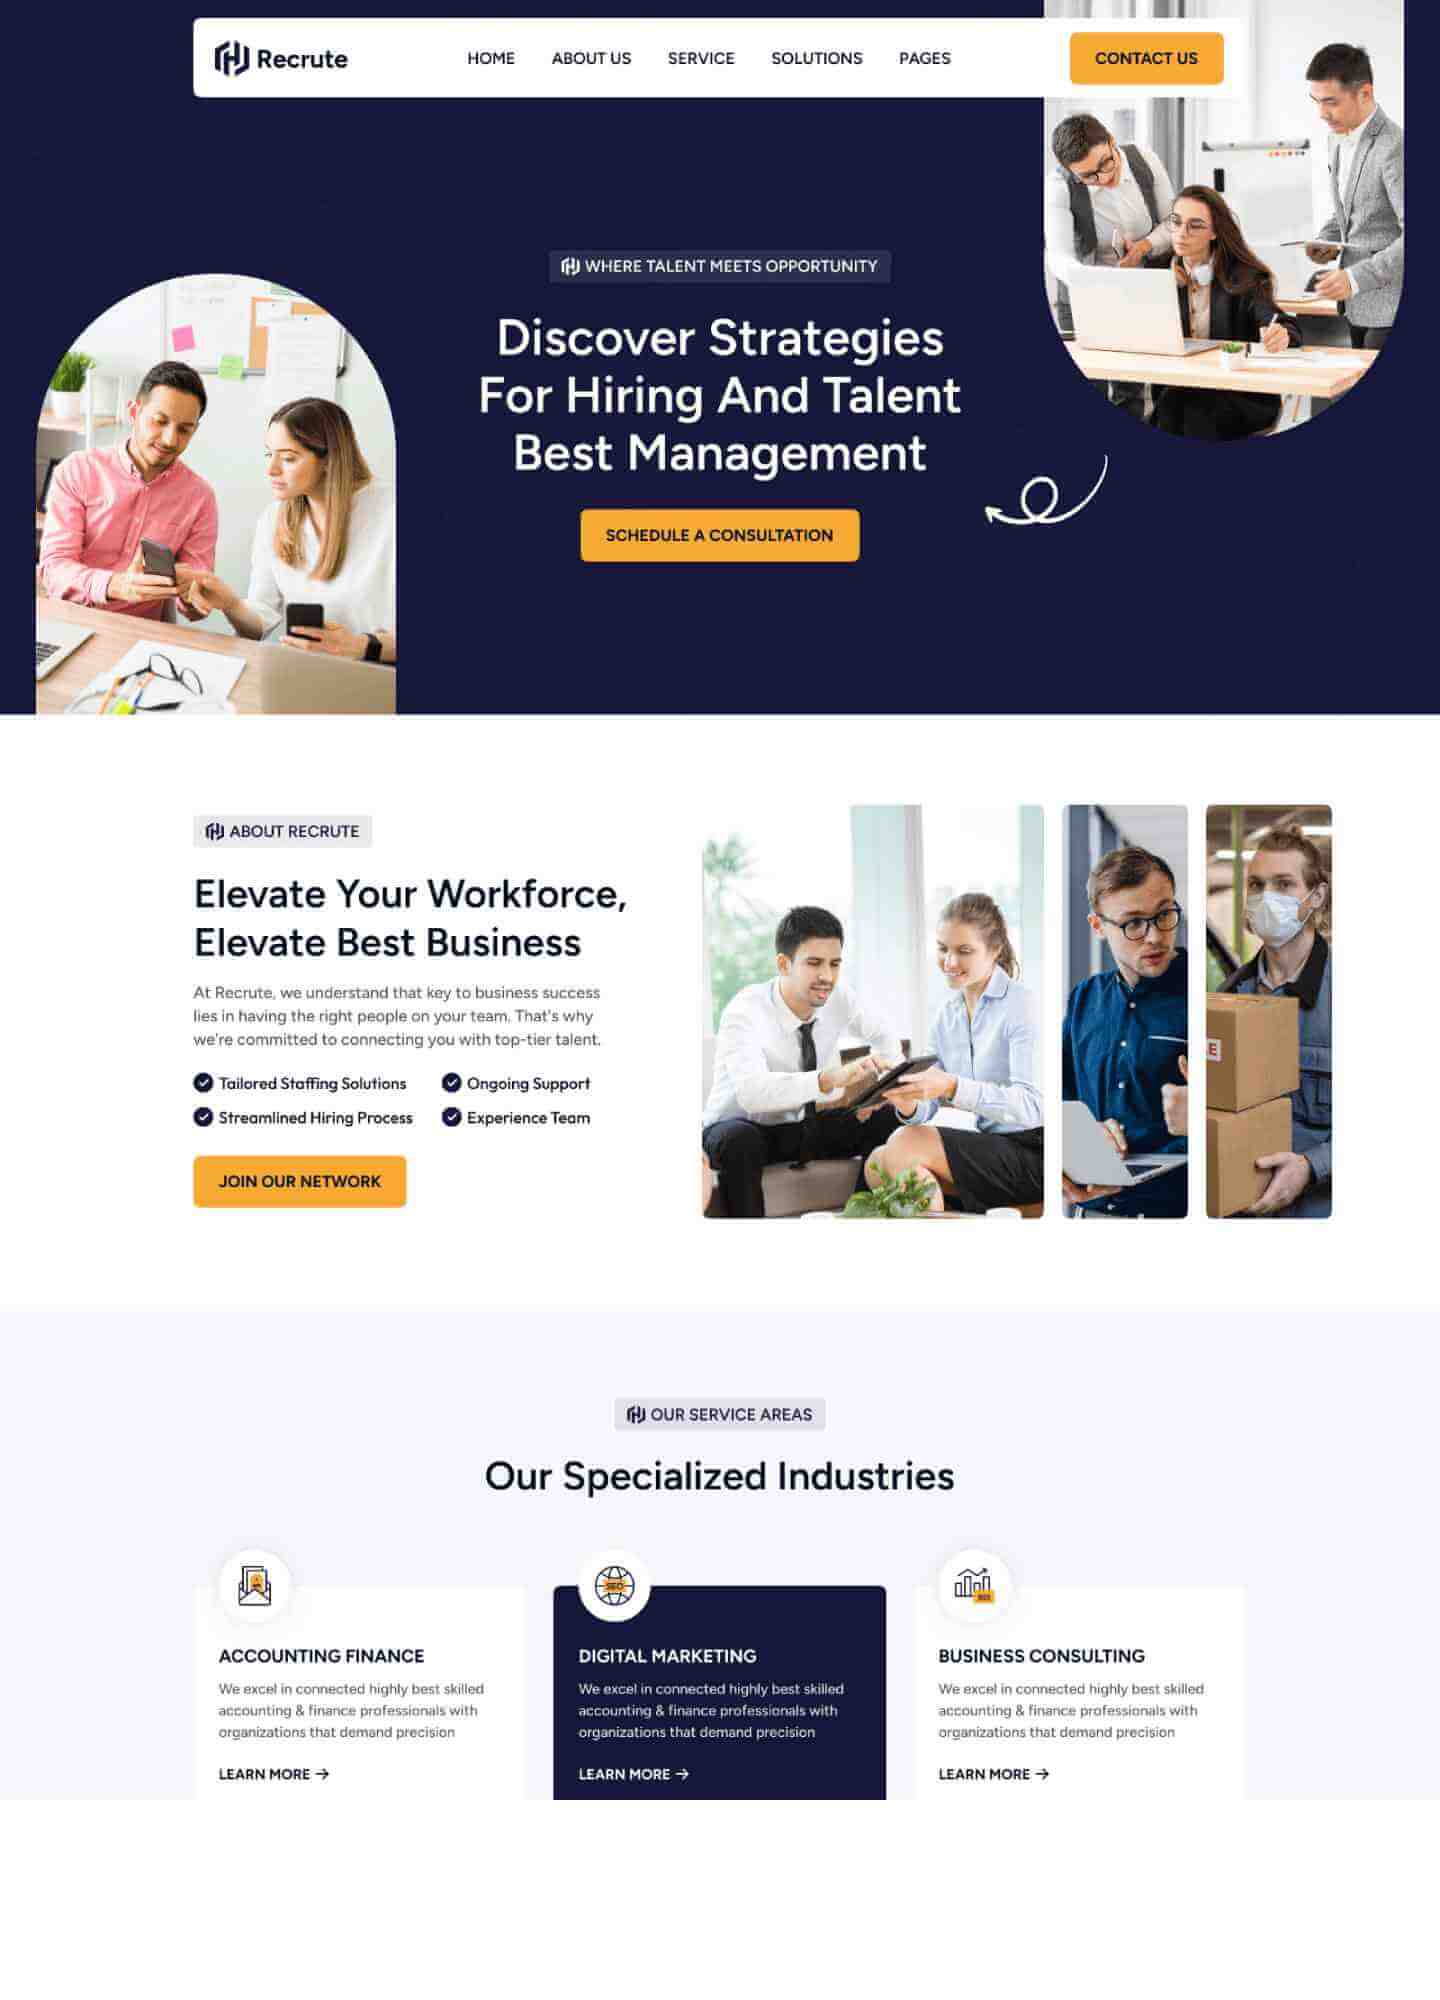 Recrute
HOME
ABOUT US
SERVICE
SOLUTIONS
PAGES
CONTACT US
WHERE TALENT MEETS OPPORTUNITY
Discover Strategies
For Hiring And Talent
Best Management
SCHEDULE A CONSULTATION
ABOUT RECRUTE
Elevate Your Workforce,
Elevate Best Business
At Recrute, we understand that key to business success
lies in having the right people on your team. That's why
we're committed to connecting you with top-tier talent.
Tailored Staffing Solutions
Ongoing Support
Streamlined Hiring Process
Experience Team
JOIN OUR NETWORK
OUR SERVICE AREAS
Our Specialized Industries
ACCOUNTING FINANCE
We excel in connected highly best skilled
accounting & finance professionals with
organizations that demand precision
LEARN MORE
SEO
DIGITAL MARKETING
We excel in connected highly best skilled
accounting & finance professionals with
organizations that demand precision
LEARN MORE
BUSINESS CONSULTING
We excel in connected highly best skilled
accounting & finance professionals with
organizations that demand precision
LEARN MORE